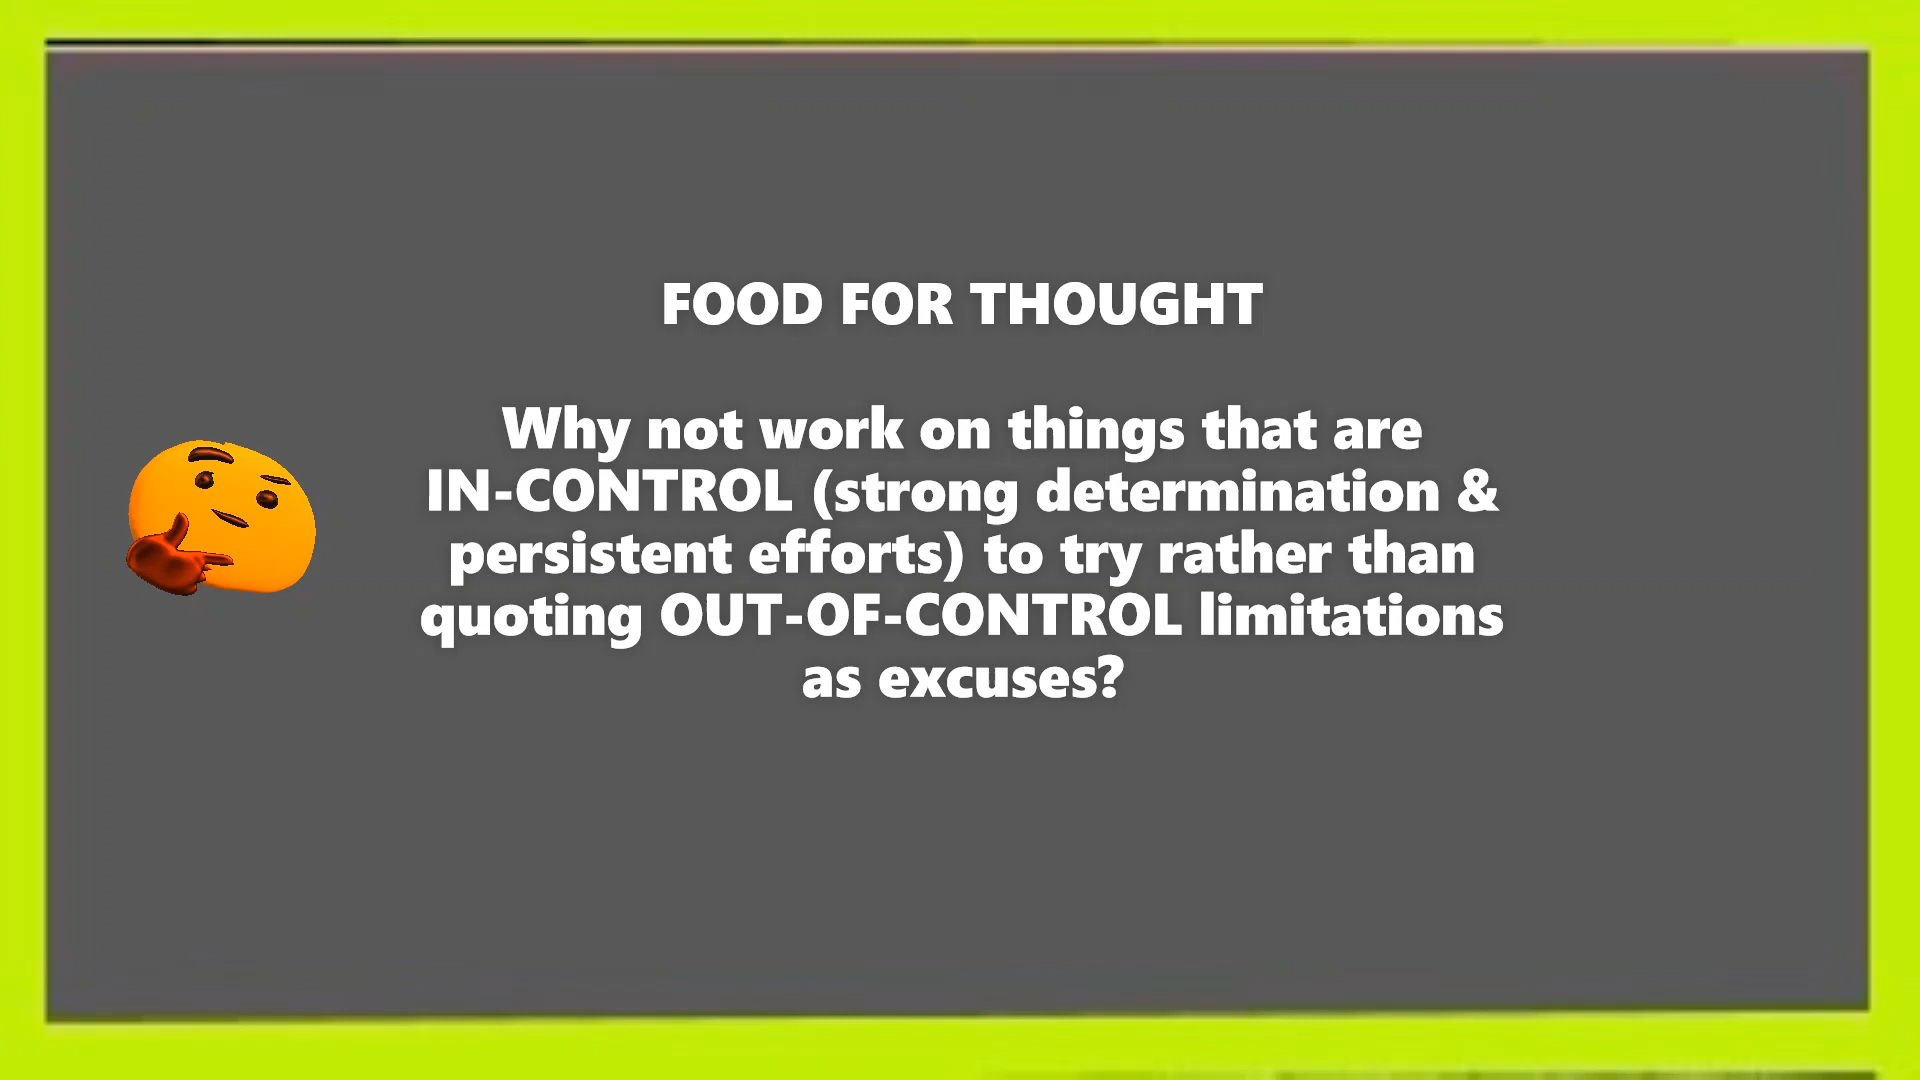 FOOD FOR THOUGHT
Why not work on things that are
IN-CONTROL (strong determination &
persistent efforts) to try rather than
quoting OUT-OF-CONTROL limitations
as excuses?